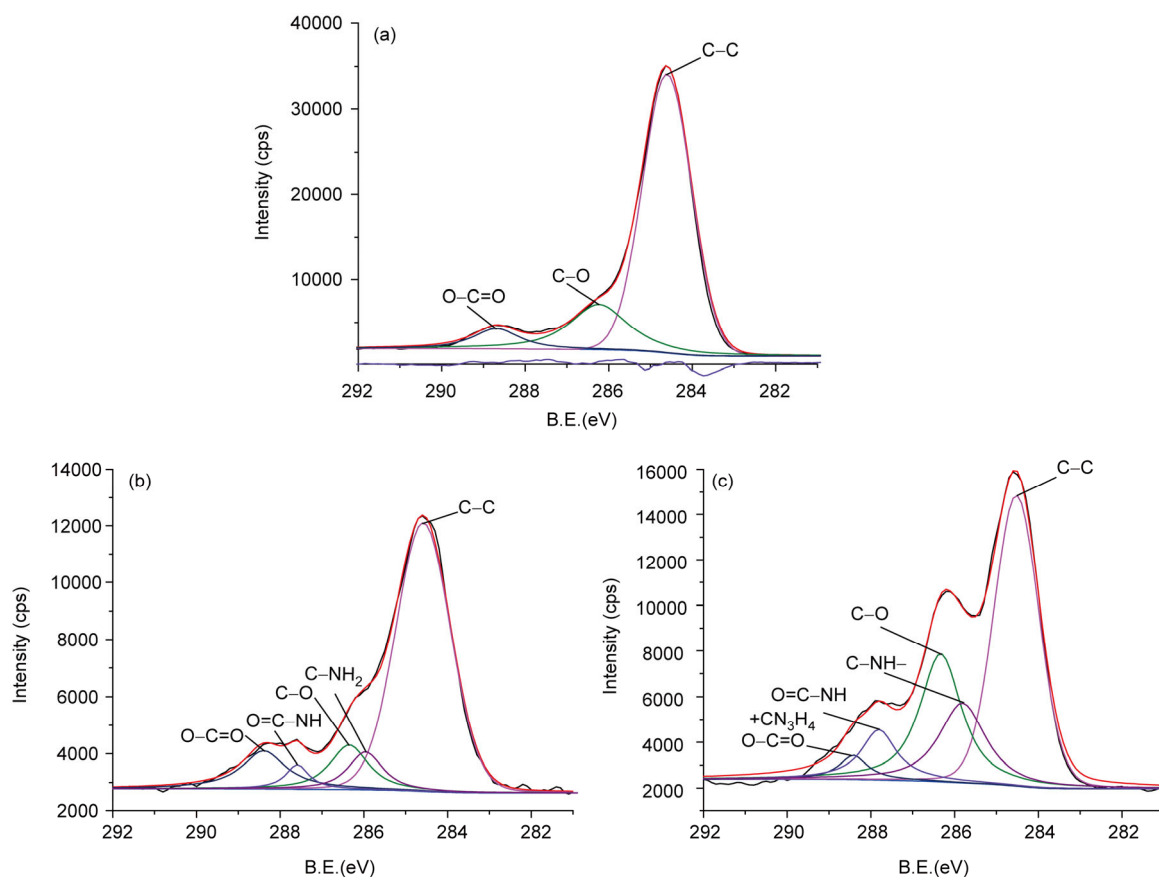 (a)
40000
30000
20000
10000
Intensity (cps)
C–C
C–O
O–C=O
292 290 288 286 284 282
B.E.(eV)
(b)
14000
12000
10000
8000
6000
4000
2000
Intensity (cps)
C–C
C–NH₂
C–O
O=C–NH
O–C=O
292 290 288 286 284 282
B.E.(eV)
(c)
16000
14000
12000
10000
8000
6000
4000
2000
Intensity (cps)
C–C
C–O
C–NH–
O=C–NH
+CN₃H₄
O–C=O
292 290 288 286 284 282
B.E.(eV)